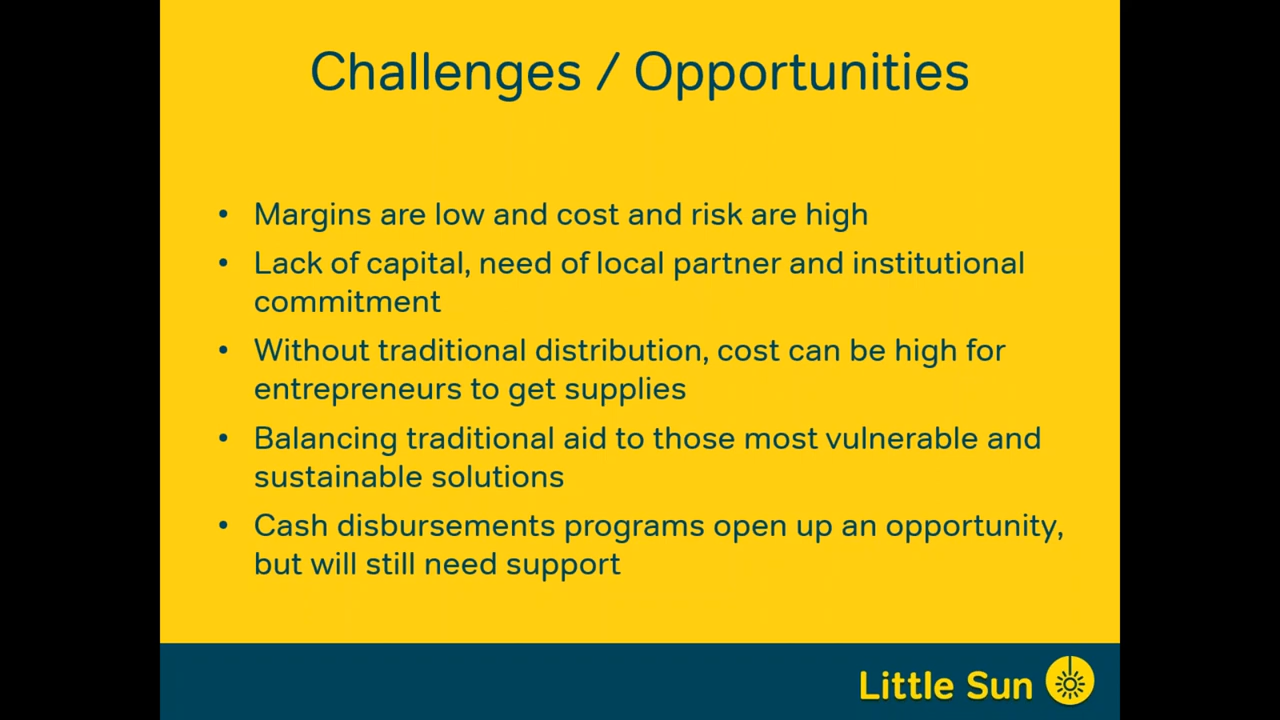 Challenges / Opportunities
• Margins are low and cost and risk are high
• Lack of capital, need of local partner and institutional
commitment
• Without traditional distribution, cost can be high for
entrepreneurs to get supplies
• Balancing traditional aid to those most vulnerable and
sustainable solutions
• Cash disbursements programs open up an opportunity,
but will still need support
Little Sun